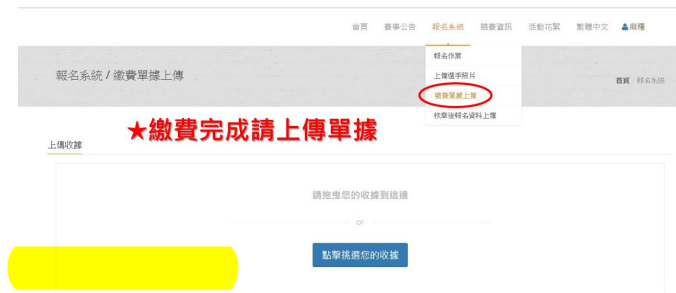 首頁 賽事公告 報名系統 競賽資訊 活動花絮 繁體中文 麻糬
報名作業
上傳選手照片
繳費單據上傳
核章後報名資料上傳
報名系統 / 繳費單據上傳
首頁 / 報名系統
★繳費完成請上傳單據
上傳收據
請拖曳您的收據到這邊
or
點擊挑選您的收據